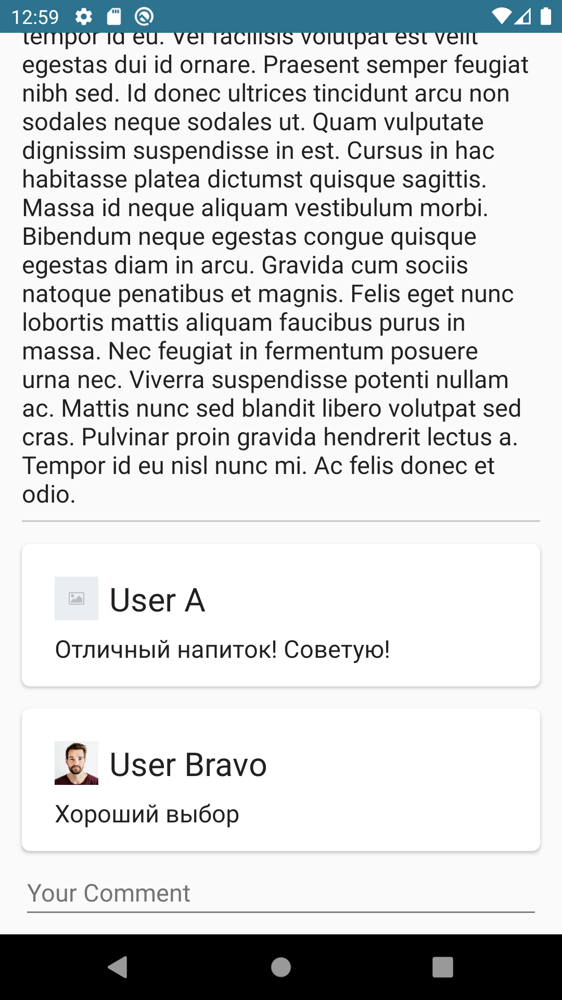 12:59
tempor id eu. Vel facilisis volutpat est velit
egestas dui id ornare. Praesent semper feugiat
nibh sed. Id donec ultrices tincidunt arcu non
sodales neque sodales ut. Quam vulputate
dignissim suspendisse in est. Cursus in hac
habitasse platea dictumst quisque sagittis.
Massa id neque aliquam vestibulum morbi.
Bibendum neque egestas congue quisque
egestas diam in arcu. Gravida cum sociis
natoque penatibus et magnis. Felis eget nunc
lobortis mattis aliquam faucibus purus in
massa. Nec feugiat in fermentum posuere
urna nec. Viverra suspendisse potenti nullam
ac. Mattis nunc sed blandit libero volutpat sed
cras. Pulvinar proin gravida hendrerit lectus a.
Tempor id eu nisl nunc mi. Ac felis donec et
odio.
User A
Отличный напиток! Советую!
User Bravo
Хороший выбор
Your Comment